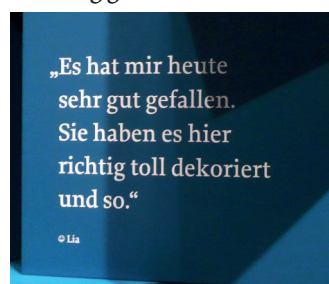 „Es hat mir heute
sehr gut gefallen.
Sie haben es hier
richtig toll dekoriert
und so.“
© Lia